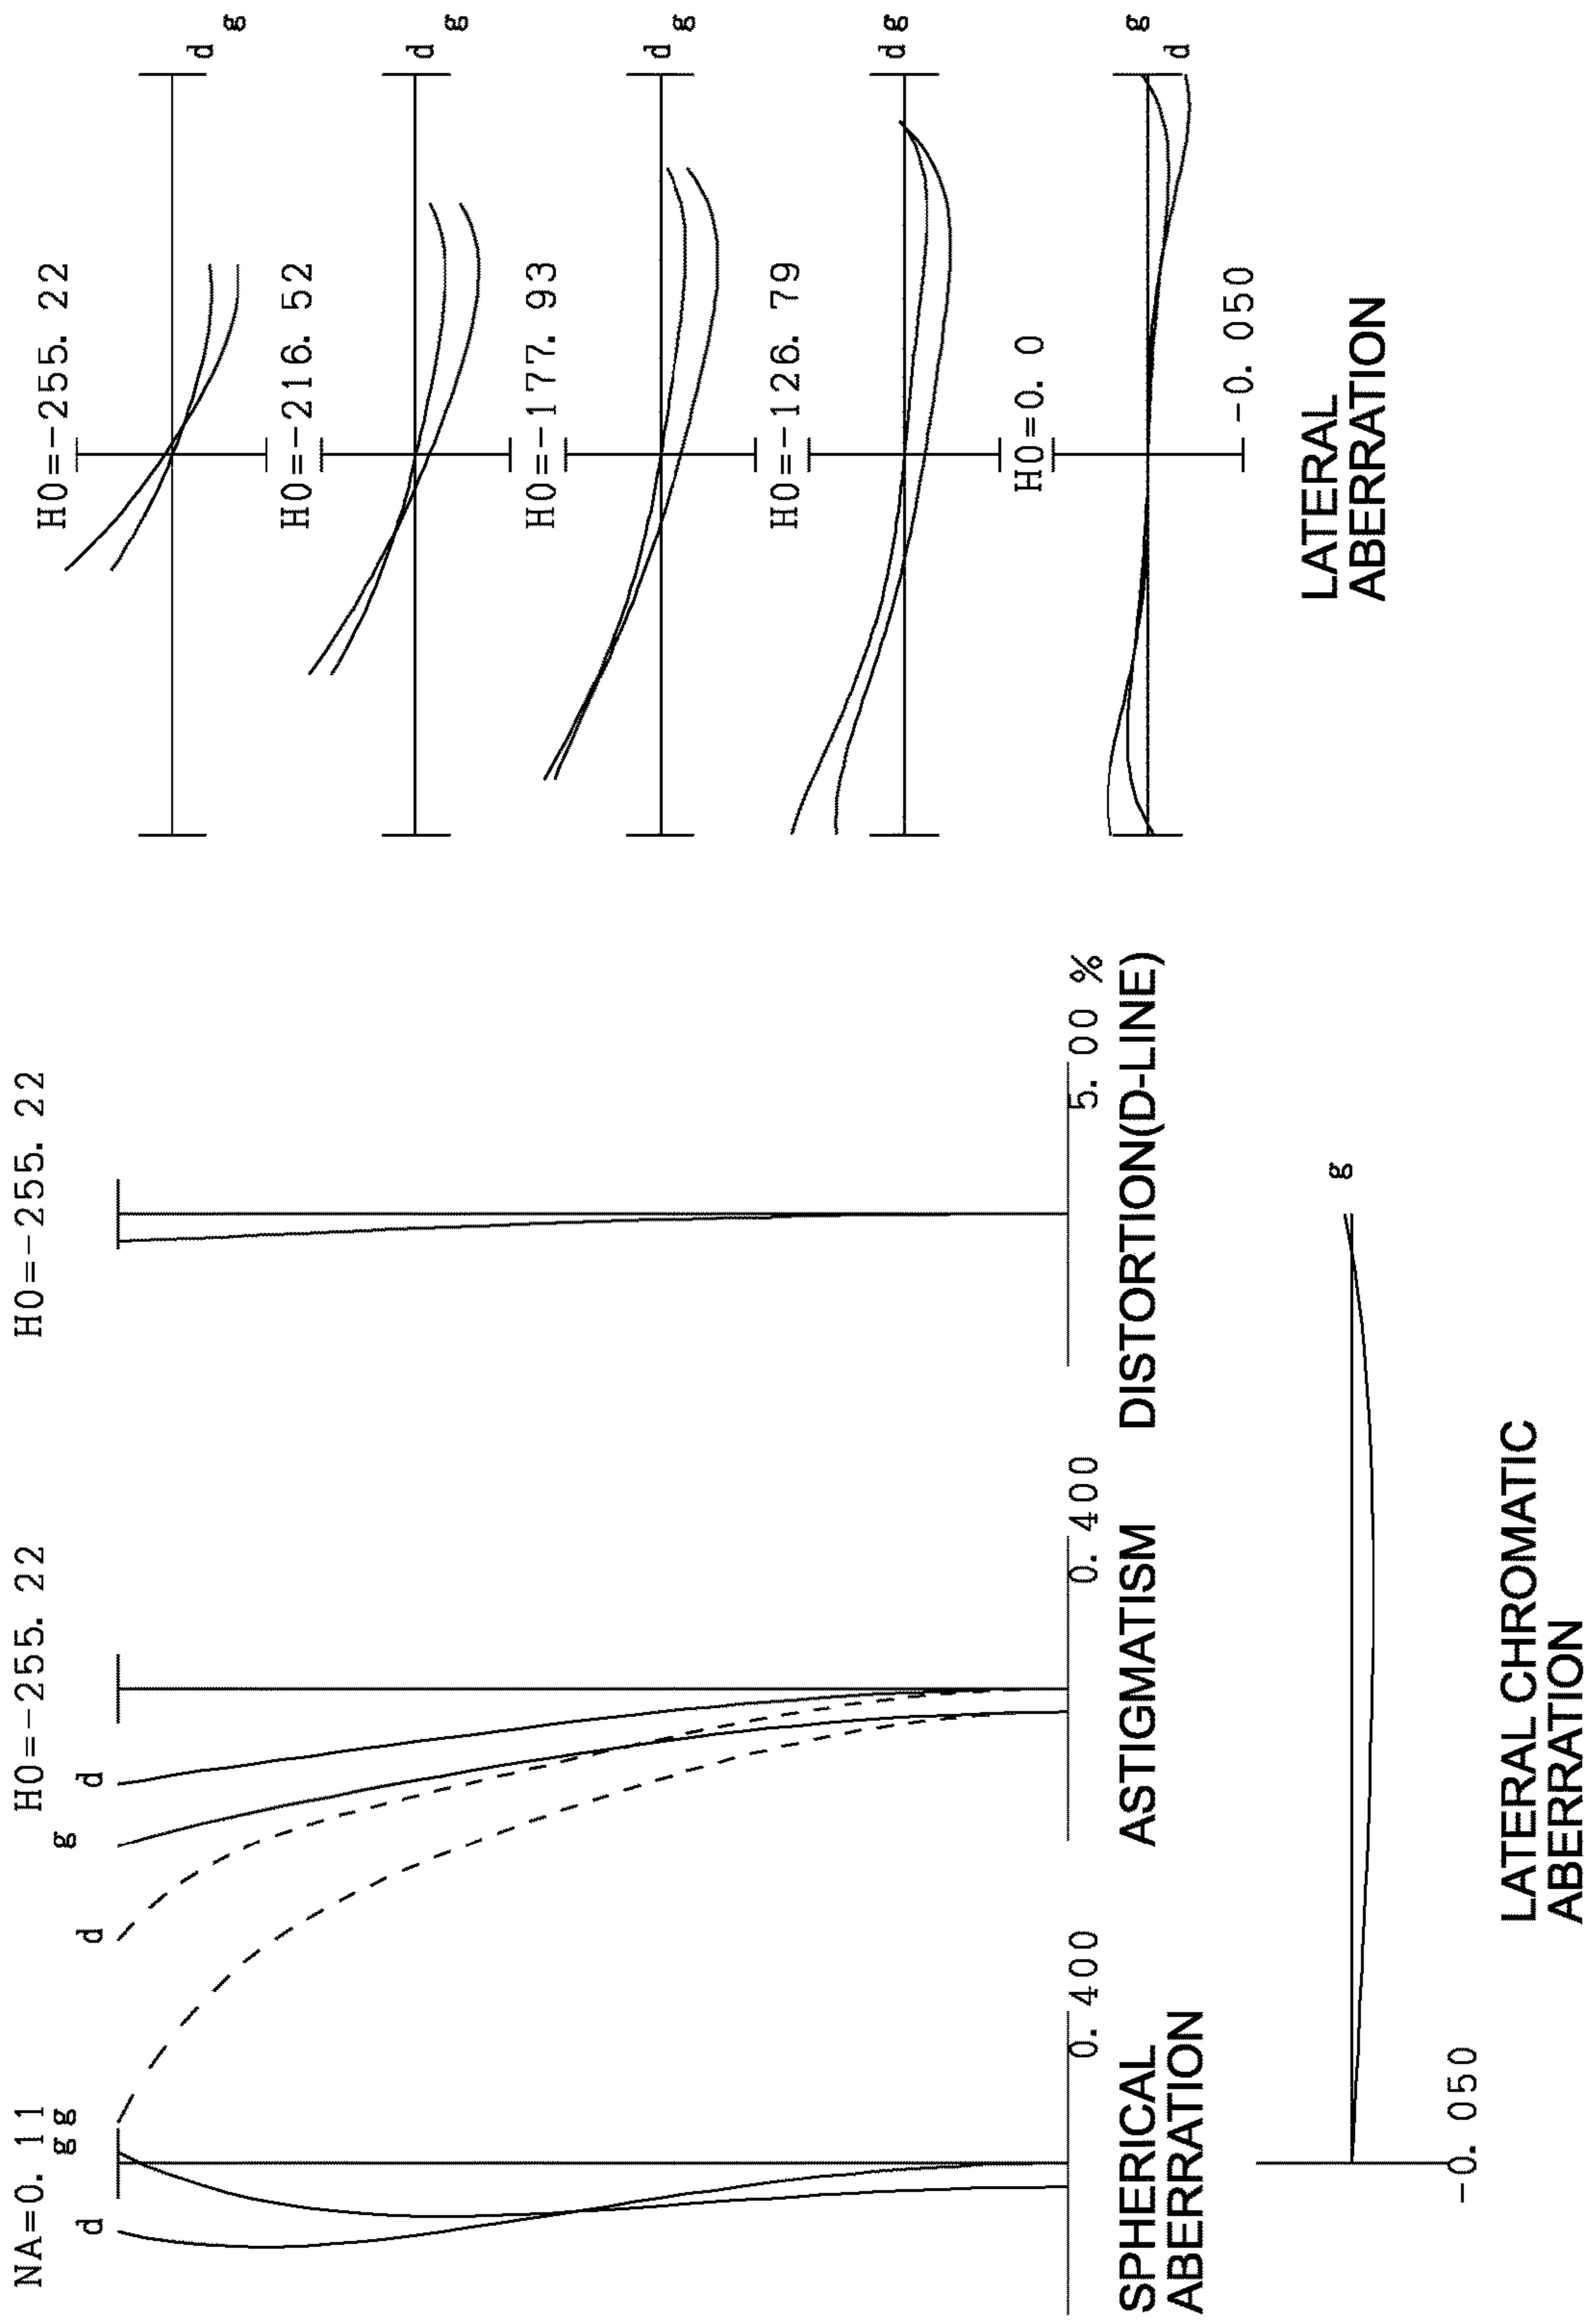 NA=0. 11
d
g
g
0. 400
SPHERICAL
ABERRATION
H0=-255. 22
d
g
d
0. 400
ASTIGMATISM
H0=-255. 22
5. 00 %
DISTORTION(D-LINE)
g
-0. 050
LATERAL CHROMATIC
ABERRATION
H0=-255. 22
d
g
H0=-216. 52
d
g
H0=-177. 93
d
g
H0=-126. 79
d g
H0=0. 0
g
d
-0. 050
LATERAL
ABERRATION